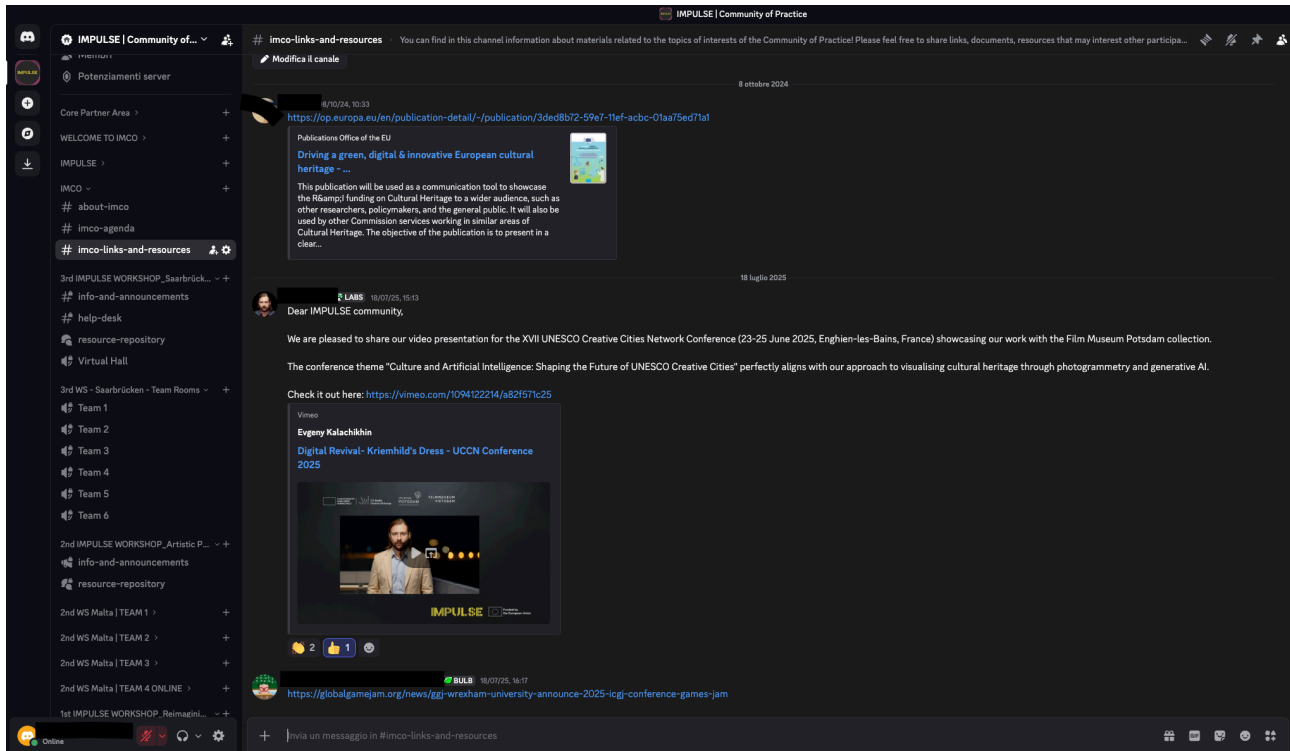 IMPULSE | Community of Practice
IMPULSE | Community of...
Membri
Potenziamenti server
Core Partner Area
WELCOME TO IMCO
IMPULSE
IMCO
about-imco
imco-agenda
imco-links-and-resources
3rd IMPULSE WORKSHOP_Saarbrück...
info-and-announcements
help-desk
resource-repository
Virtual Hall
3rd WS - Saarbrücken - Team Rooms
Team 1
Team 2
Team 3
Team 4
Team 5
Team 6
2nd IMPULSE WORKSHOP_Artistic P...
info-and-announcements
resource-repository
2nd WS Malta | TEAM 1
2nd WS Malta | TEAM 2
2nd WS Malta | TEAM 3
2nd WS Malta | TEAM 4 ONLINE
1st IMPULSE WORKSHOP_Reimagini...
Online
# imco-links-and-resources
You can find in this channel information about materials related to the topics of interests of the Community of Practice! Please feel free to share links, documents, resources that may interest other participa...
Modifica il canale
8 ottobre 2024
8/10/24, 10:33
https://op.europa.eu/en/publication-detail/-/publication/3ded8b72-59e7-11ef-acbc-01aa75ed71a1
Publications Office of the EU
Driving a green, digital & innovative European cultural
heritage - ...
This publication will be used as a communication tool to showcase
the R&amp;I funding on Cultural Heritage to a wider audience, such as
other researchers, policymakers, and the general public. It will also be
used by other Commission services working in similar areas of
Cultural Heritage. The objective of the publication is to present in a
clear...
18 luglio 2025
LABS 18/07/25, 15:13
Dear IMPULSE community,
We are pleased to share our video presentation for the XVII UNESCO Creative Cities Network Conference (23-25 June 2025, Enghien-les-Bains, France) showcasing our work with the Film Museum Potsdam collection.
The conference theme "Culture and Artificial Intelligence: Shaping the Future of UNESCO Creative Cities" perfectly aligns with our approach to visualising cultural heritage through photogrammetry and generative AI.
Check it out here: https://vimeo.com/1094122214/a82f571c25
Vimeo
Evgeny Kalachikhin
Digital Revival- Kriemhild's Dress - UCCN Conference
2025
FILMMUSEUM
POTSDAM
IMPULSE
Funded by
the European Union
2
1
BULB 18/07/25, 16:17
https://globalgamejam.org/news/ggj-wrexham-university-announce-2025-icgj-conference-games-jam
Invia un messaggio in #imco-links-and-resources
GIF